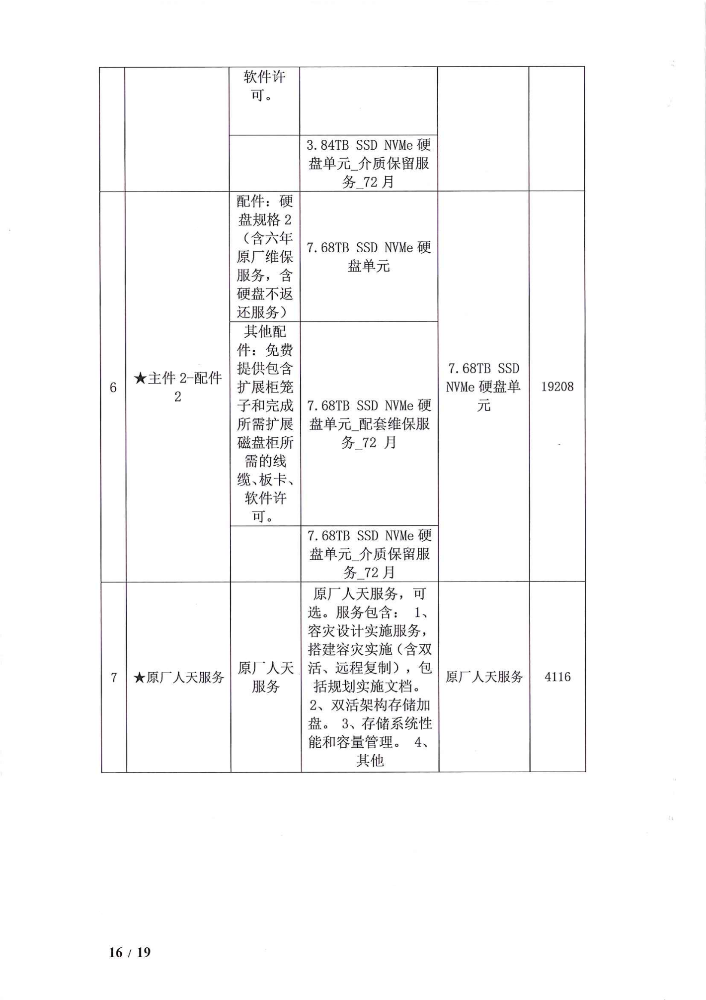 软件许
可。
3.84TB SSD NVMe 硬
盘单元_介质保留服
务_72 月
6
★主件 2-配件
2
配件：硬
盘规格 2
（含六年
原厂维保
服务，含
硬盘不返
还服务）
7.68TB SSD NVMe 硬
盘单元
其他配
件：免费
提供包含
扩展柜笼
子和完成
所需扩展
磁盘柜所
需的线
缆、板卡、
软件许
可。
7.68TB SSD NVMe 硬
盘单元_配套维保服
务_72 月
7.68TB SSD NVMe 硬
盘单元_介质保留服
务_72 月
7.68TB SSD
NVMe 硬盘单
元
19208
7
★原厂人天服务
原厂人天
服务
原厂人天服务，可
选。服务包含： 1、
容灾设计实施服务，
搭建容灾实施（含双
活、远程复制），包
括规划实施文档。
2、双活架构存储加
盘。 3、存储系统性
能和容量管理。 4、
其他
原厂人天服务
4116
16 / 19